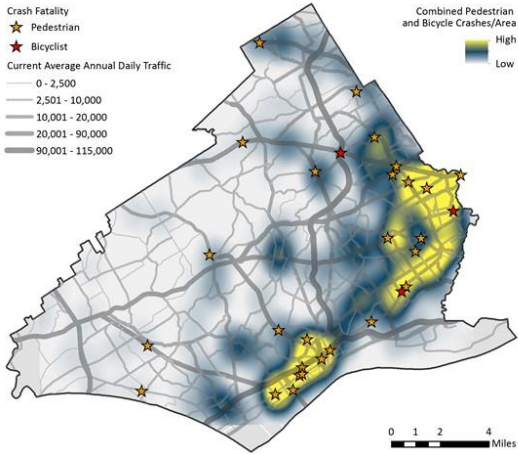 Crash Fatality
Pedestrian
Bicyclist
Current Average Annual Daily Traffic
0 - 2,500
2,501 - 10,000
10,001 - 20,000
20,001 - 90,000
90,001 - 115,000
Combined Pedestrian
and Bicycle Crashes/Area
High
Low
0 1 2 4
Miles